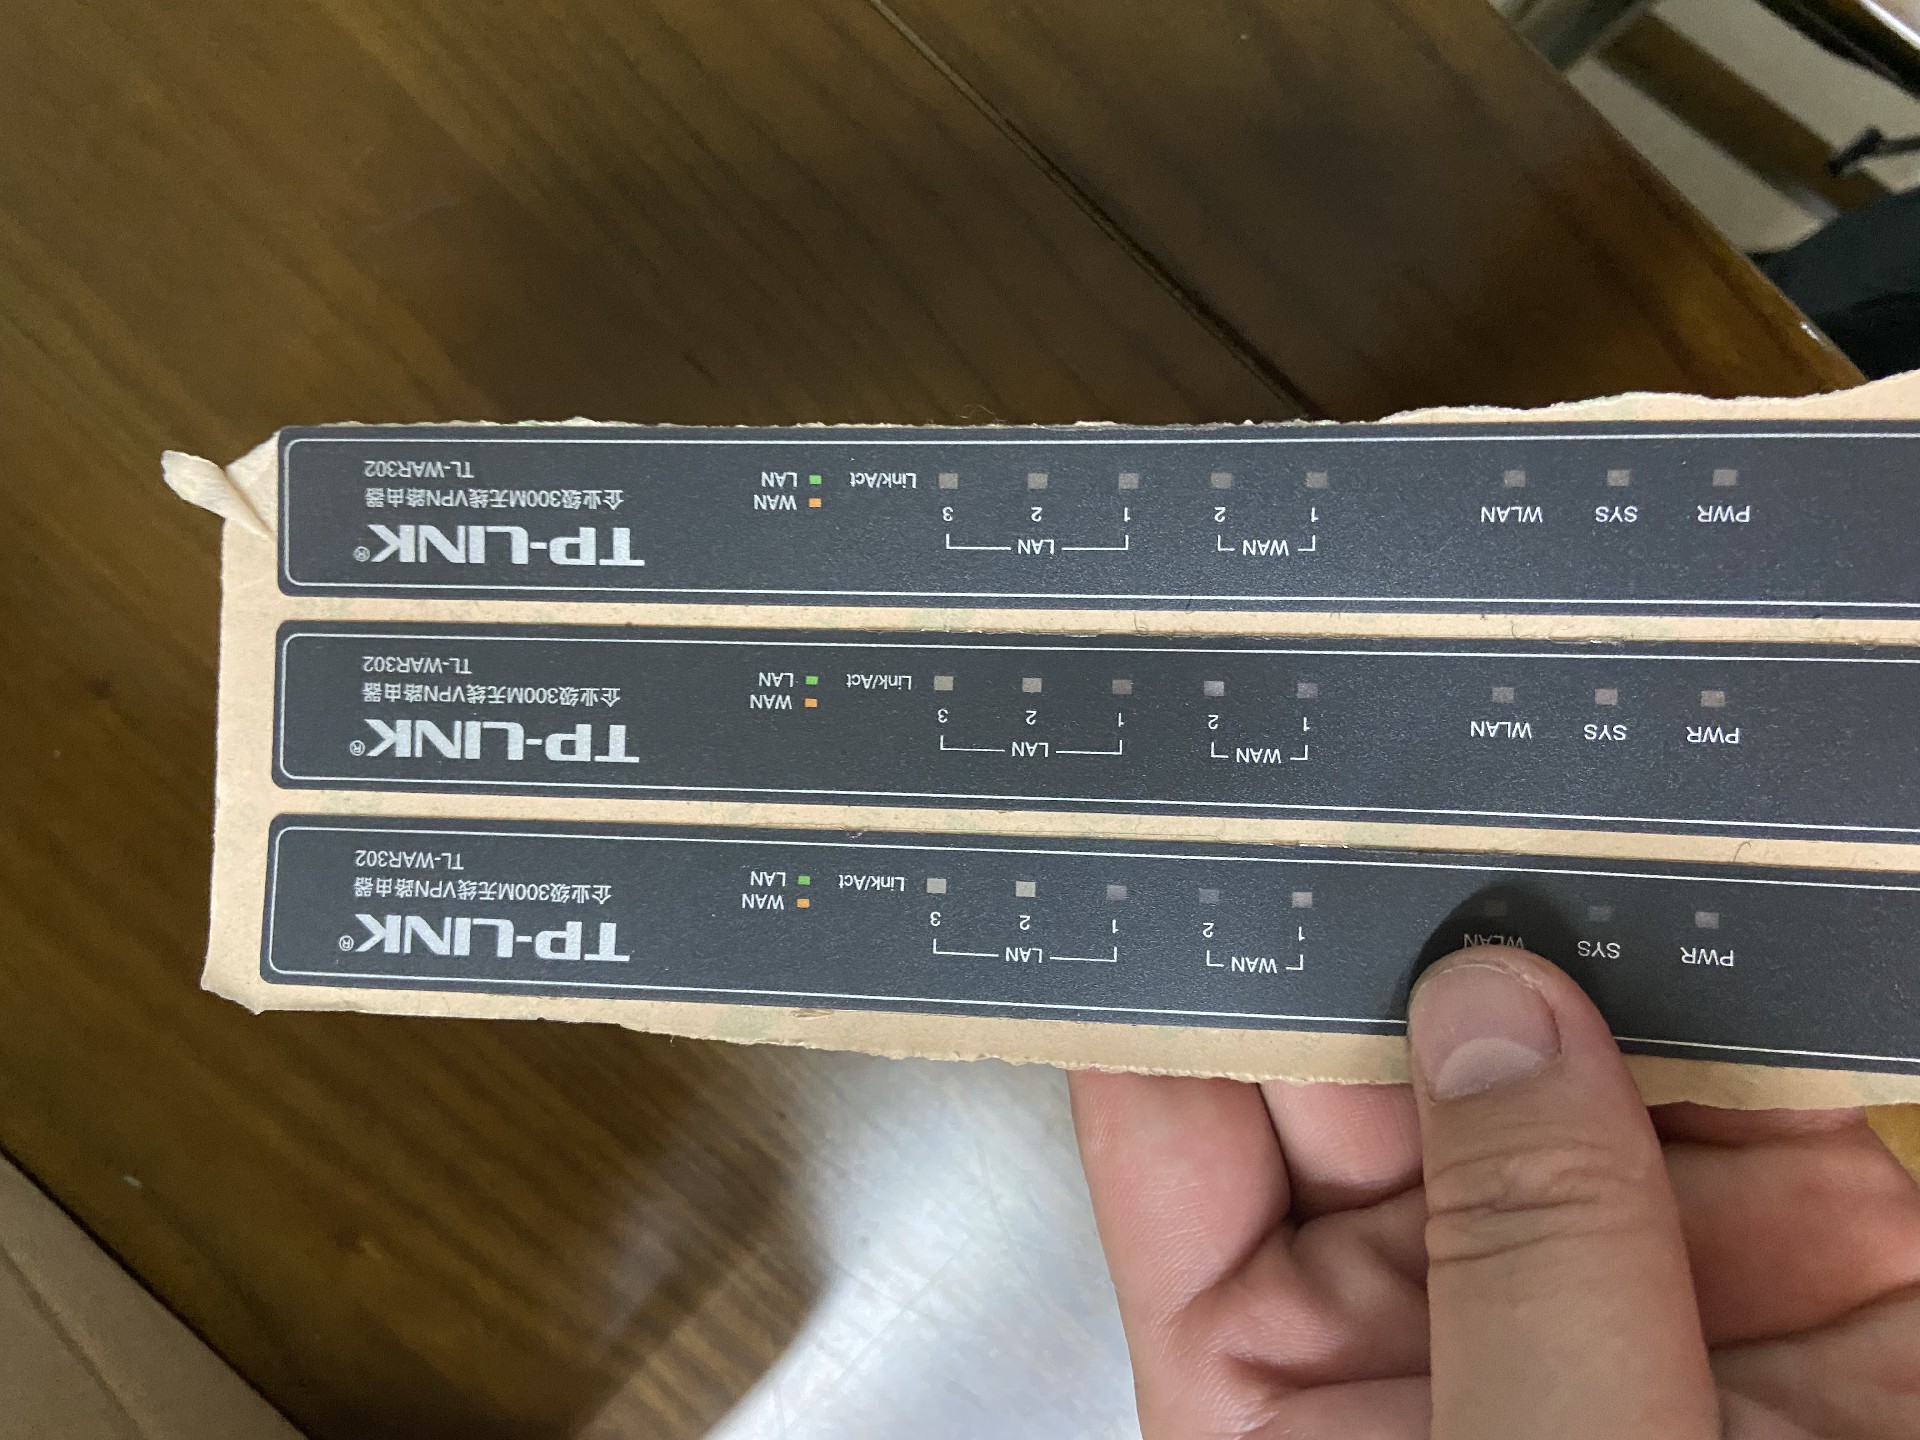 PWR SYS WLAN
WAN LAN
1 2 1 2 3
Link/Act
WAN
LAN
TP-LINK®
企业级300M无线VPN路由器
TL-WAR302
PWR SYS WLAN
WAN LAN
1 2 1 2 3
Link/Act
WAN
LAN
TP-LINK®
企业级300M无线VPN路由器
TL-WAR302
PWR SYS WLAN
WAN LAN
1 2 1 2 3
Link/Act
WAN
LAN
TP-LINK®
企业级300M无线VPN路由器
TL-WAR302